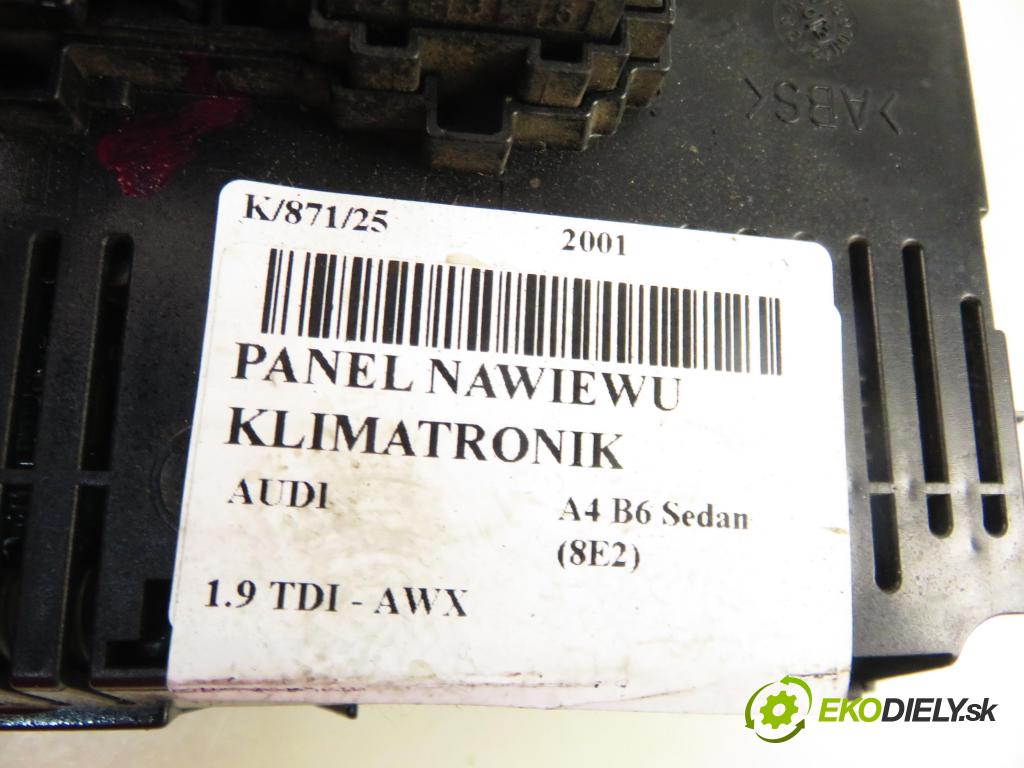 >ABS<
K/871/25
2001
PANEL NAWIEWU
KLIMATRONIK
AUDI
A4 B6 Sedan
(8E2)
1.9 TDI - AWX
EKODIELY.sk